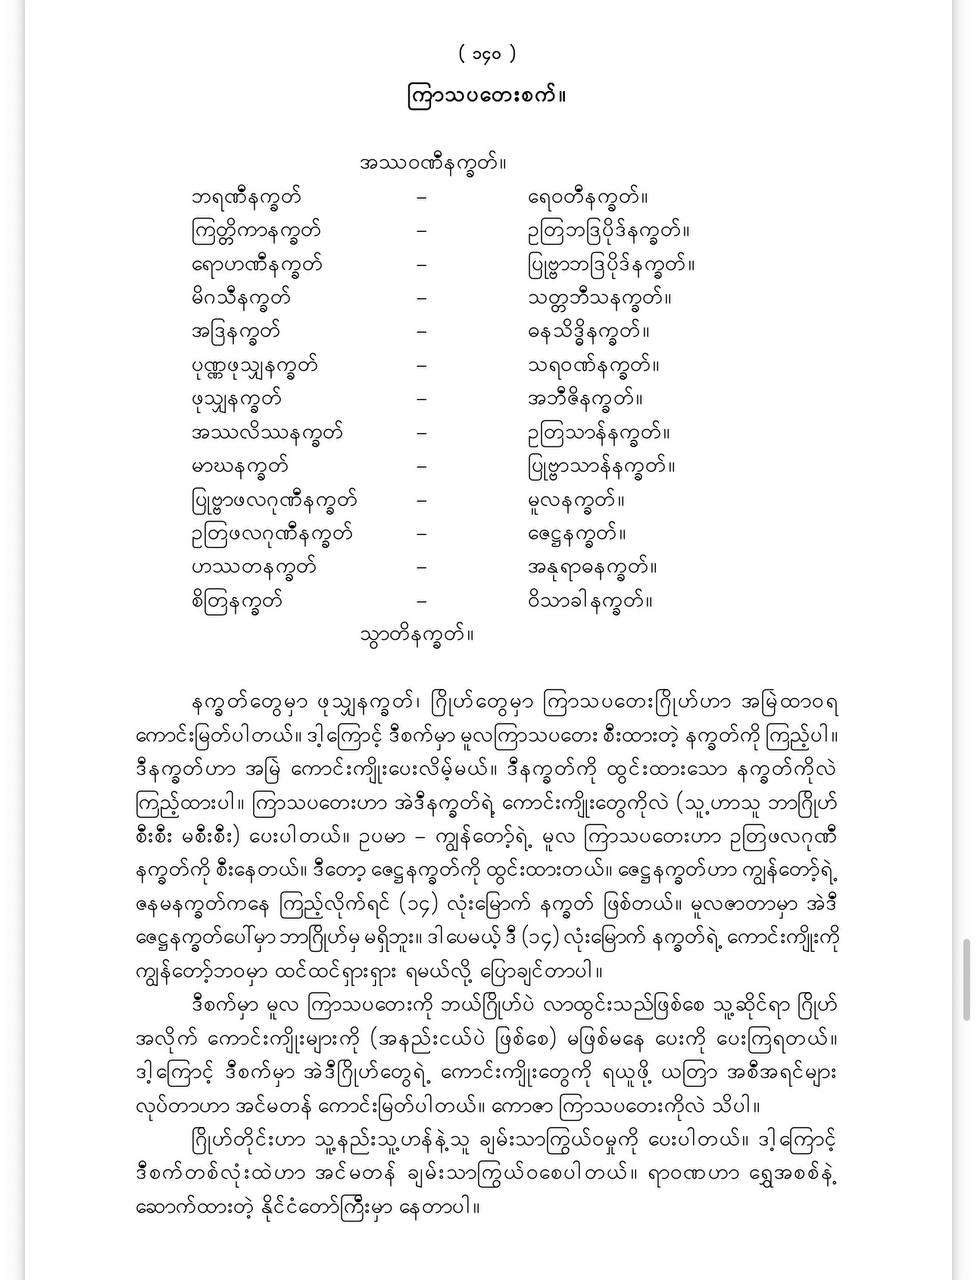 ( ၁၄၀ )
ကြာသပတေးစက်။
အဿဝဏီနက္ခတ်။
ဘရဏီနက္ခတ် – ရေဝတီနက္ခတ်။
ကြတ္တိကာနက္ခတ် – ဥတြဘဒြပိုဒ်နက္ခတ်။
ရောဟဏီနက္ခတ် – ပြုဗ္ဗာဘဒြပိုဒ်နက္ခတ်။
မိဂသီနက္ခတ် – သတ္တဘီသနက္ခတ်။
အဒြနက္ခတ် – ဓနသိဒ္ဓိနက္ခတ်။
ပုဏ္ဏဖုသျှနက္ခတ် – သရဝဏ်နက္ခတ်။
ဖုသျှနက္ခတ် – အဘီဇိနက္ခတ်။
အဿလိဿနက္ခတ် – ဥတြသာန်နက္ခတ်။
မာဃနက္ခတ် – ပြုဗ္ဗာသာန်နက္ခတ်။
ပြုဗ္ဗာဖလဂုဏီနက္ခတ် – မူလနက္ခတ်။
ဥတြဖလဂုဏီနက္ခတ် – ဇေဋ္ဌနက္ခတ်။
ဟဿတနက္ခတ် – အနုရာဓနက္ခတ်။
စိတြနက္ခတ် – ဝိသာခါနက္ခတ်။
သွာတိနက္ခတ်။
နက္ခတ်တွေမှာ ဖုသျှနက္ခတ်၊ ဂြိုဟ်တွေမှာ ကြာသပတေးဂြိုဟ်ဟာ အမြဲထာဝရ
ကောင်းမြတ်ပါတယ်။ ဒါ့ကြောင့် ဒီစက်မှာ မူလကြာသပတေး စီးထားတဲ့ နက္ခတ်ကို ကြည့်ပါ။
ဒီနက္ခတ်ဟာ အမြဲ ကောင်းကျိုးပေးလိမ့်မယ်။ ဒီနက္ခတ်ကို ထွင်းထားသော နက္ခတ်ကိုလဲ
ကြည့်ထားပါ။ ကြာသပတေးဟာ အဲဒီနက္ခတ်ရဲ့ ကောင်းကျိုးတွေကိုလဲ (သူ့ဟာသူ ဘာဂြိုဟ်
စီးစီး မစီးစီး) ပေးပါတယ်။ ဥပမာ – ကျွန်တော့်ရဲ့ မူလ ကြာသပတေးဟာ ဥတြဖလဂုဏီ
နက္ခတ်ကို စီးနေတယ်။ ဒီတော့ ဇေဋ္ဌနက္ခတ်ကို ထွင်းထားတယ်။ ဇေဋ္ဌနက္ခတ်ဟာ ကျွန်တော့်ရဲ့
ဇနမနက္ခတ်ကနေ ကြည့်လိုက်ရင် (၁၄) လုံးမြောက် နက္ခတ် ဖြစ်တယ်။ မူလဇာတာမှာ အဲဒီ
ဇေဋ္ဌနက္ခတ်ပေါ်မှာ ဘာဂြိုဟ်မှ မရှိဘူး။ ဒါပေမယ့် ဒီ (၁၄) လုံးမြောက် နက္ခတ်ရဲ့ ကောင်းကျိုးကို
ကျွန်တော့်ဘဝမှာ ထင်ထင်ရှားရှား ရမယ်လို့ ပြောချင်တာပါ။
ဒီစက်မှာ မူလ ကြာသပတေးကို ဘယ်ဂြိုဟ်ပဲ လာထွင်းသည်ဖြစ်စေ သူ့ဆိုင်ရာ ဂြိုဟ်
အလိုက် ကောင်းကျိုးများကို (အနည်းငယ်ပဲ ဖြစ်စေ) မဖြစ်မနေ ပေးကို ပေးကြရတယ်။
ဒါ့ကြောင့် ဒီစက်မှာ အဲဒီဂြိုဟ်တွေရဲ့ ကောင်းကျိုးတွေကို ရယူဖို့ ယတြာ အစီအရင်များ
လုပ်တာဟာ အင်မတန် ကောင်းမြတ်ပါတယ်။ ကောဇာ ကြာသပတေးကိုလဲ သိပါ။
ဂြိုဟ်တိုင်းဟာ သူ့နည်းသူ့ဟန်နဲ့သူ ချမ်းသာကြွယ်ဝမှုကို ပေးပါတယ်။ ဒါ့ကြောင့်
ဒီစက်တစ်လုံးထဲဟာ အင်မတန် ချမ်းသာကြွယ်ဝစေပါတယ်။ ရာဝဏဟာ ရွှေအစစ်နဲ့
ဆောက်ထားတဲ့ နိုင်ငံတော်ကြီးမှာ နေတာပါ။